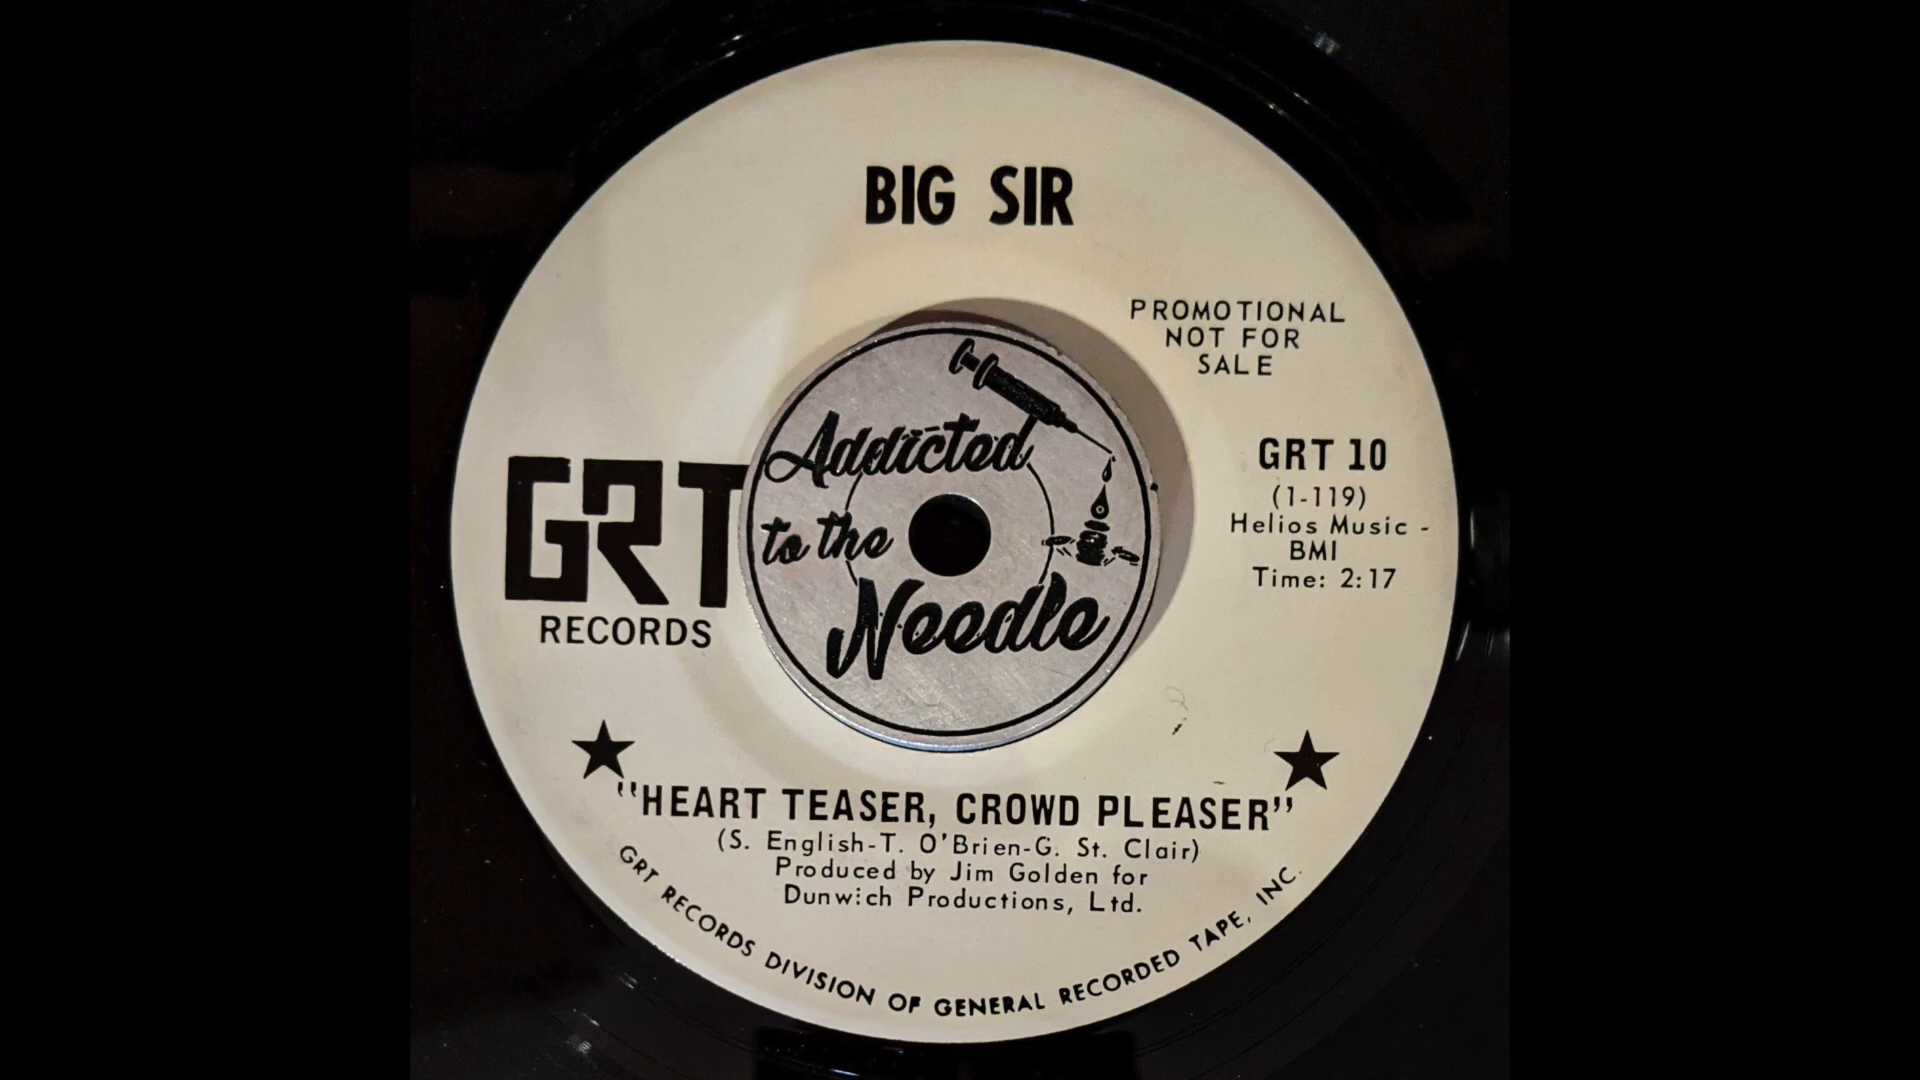 BIG SIR
PROMOTIONAL
NOT FOR
SALE
GRT
RECORDS
Addicted
to the
Needle
GRT 10
(1-119)
Helios Music -
BMI
Time: 2:17
"HEART TEASER, CROWD PLEASER"
(S. English-T. O'Brien-G. St. Clair)
Produced by Jim Golden for
Dunwich Productions, Ltd.
GRT RECORDS DIVISION OF GENERAL RECORDED TAPE, INC.